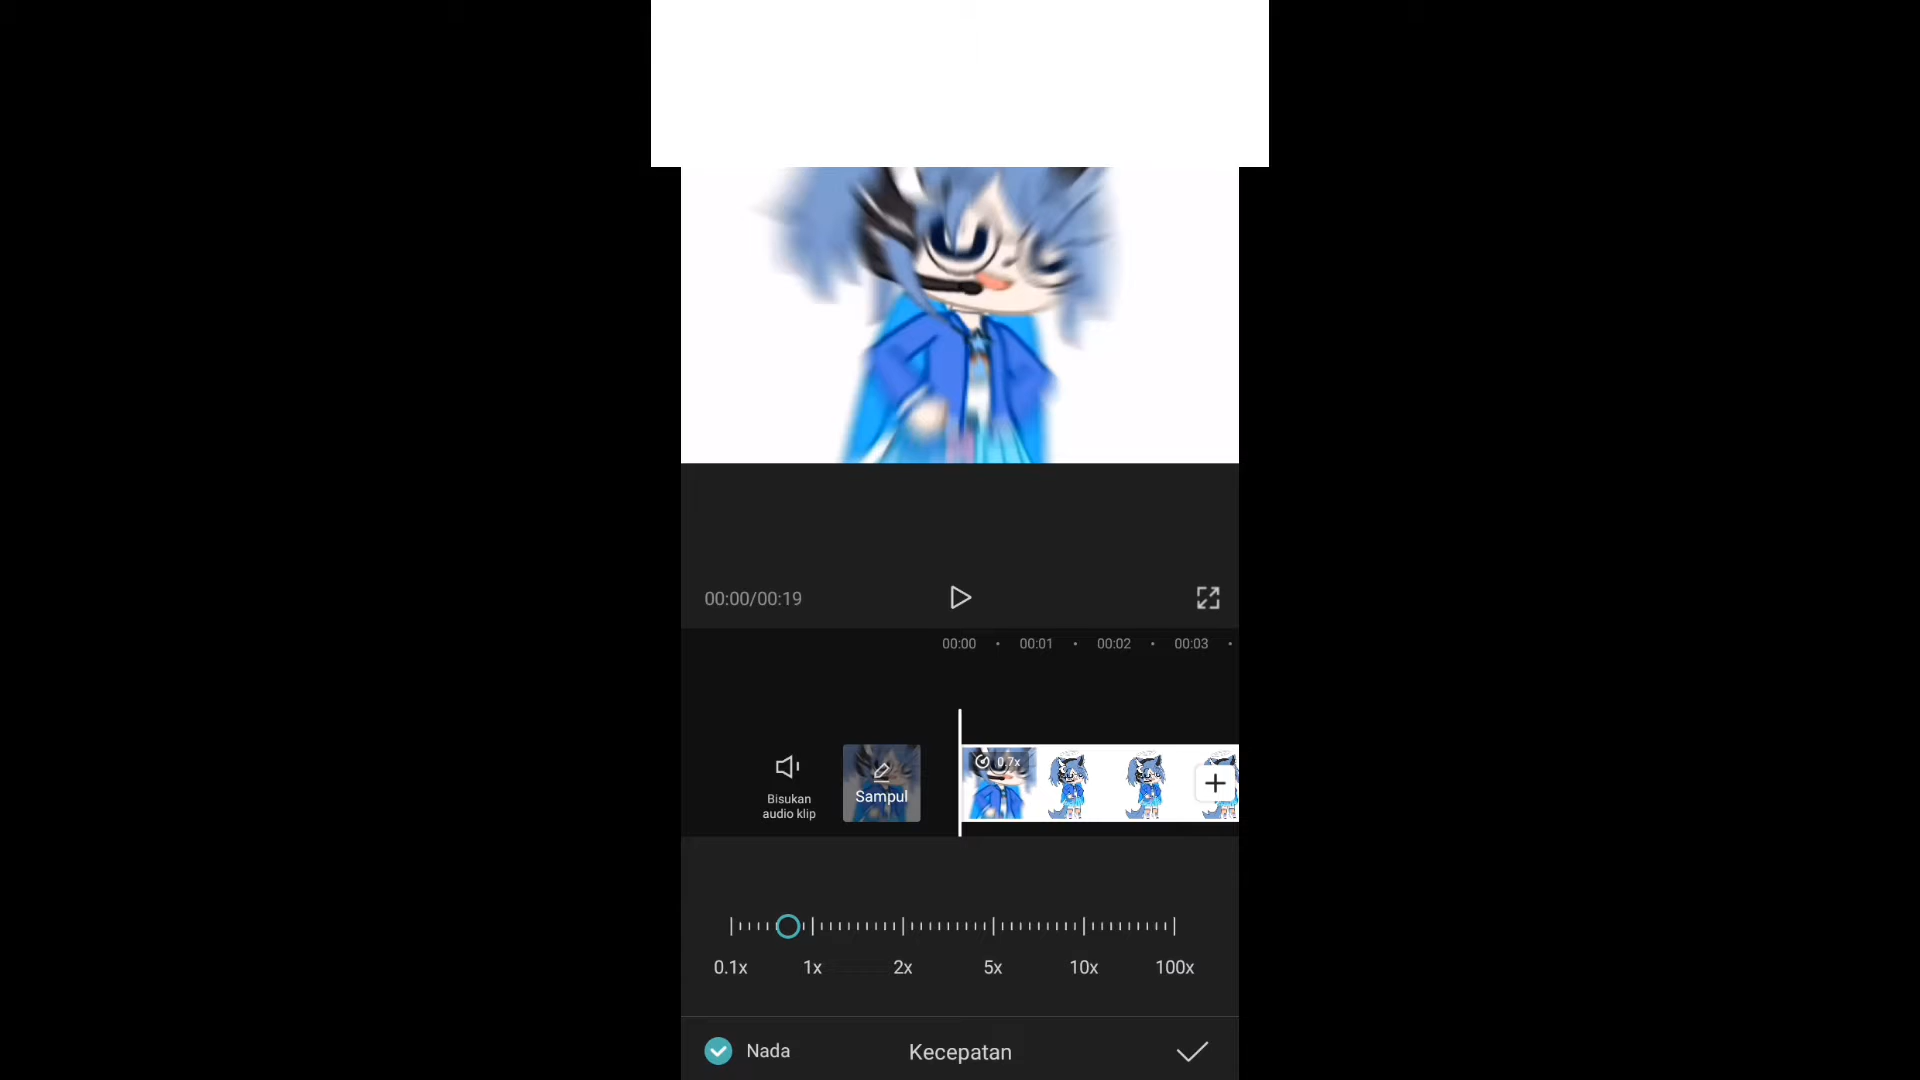 00:00/00:19
00:00 00:01 00:02 00:03
0.7x
Sampul
Bisukan
audio klip
0.1x 1x 2x 5x 10x 100x
Nada Kecepatan